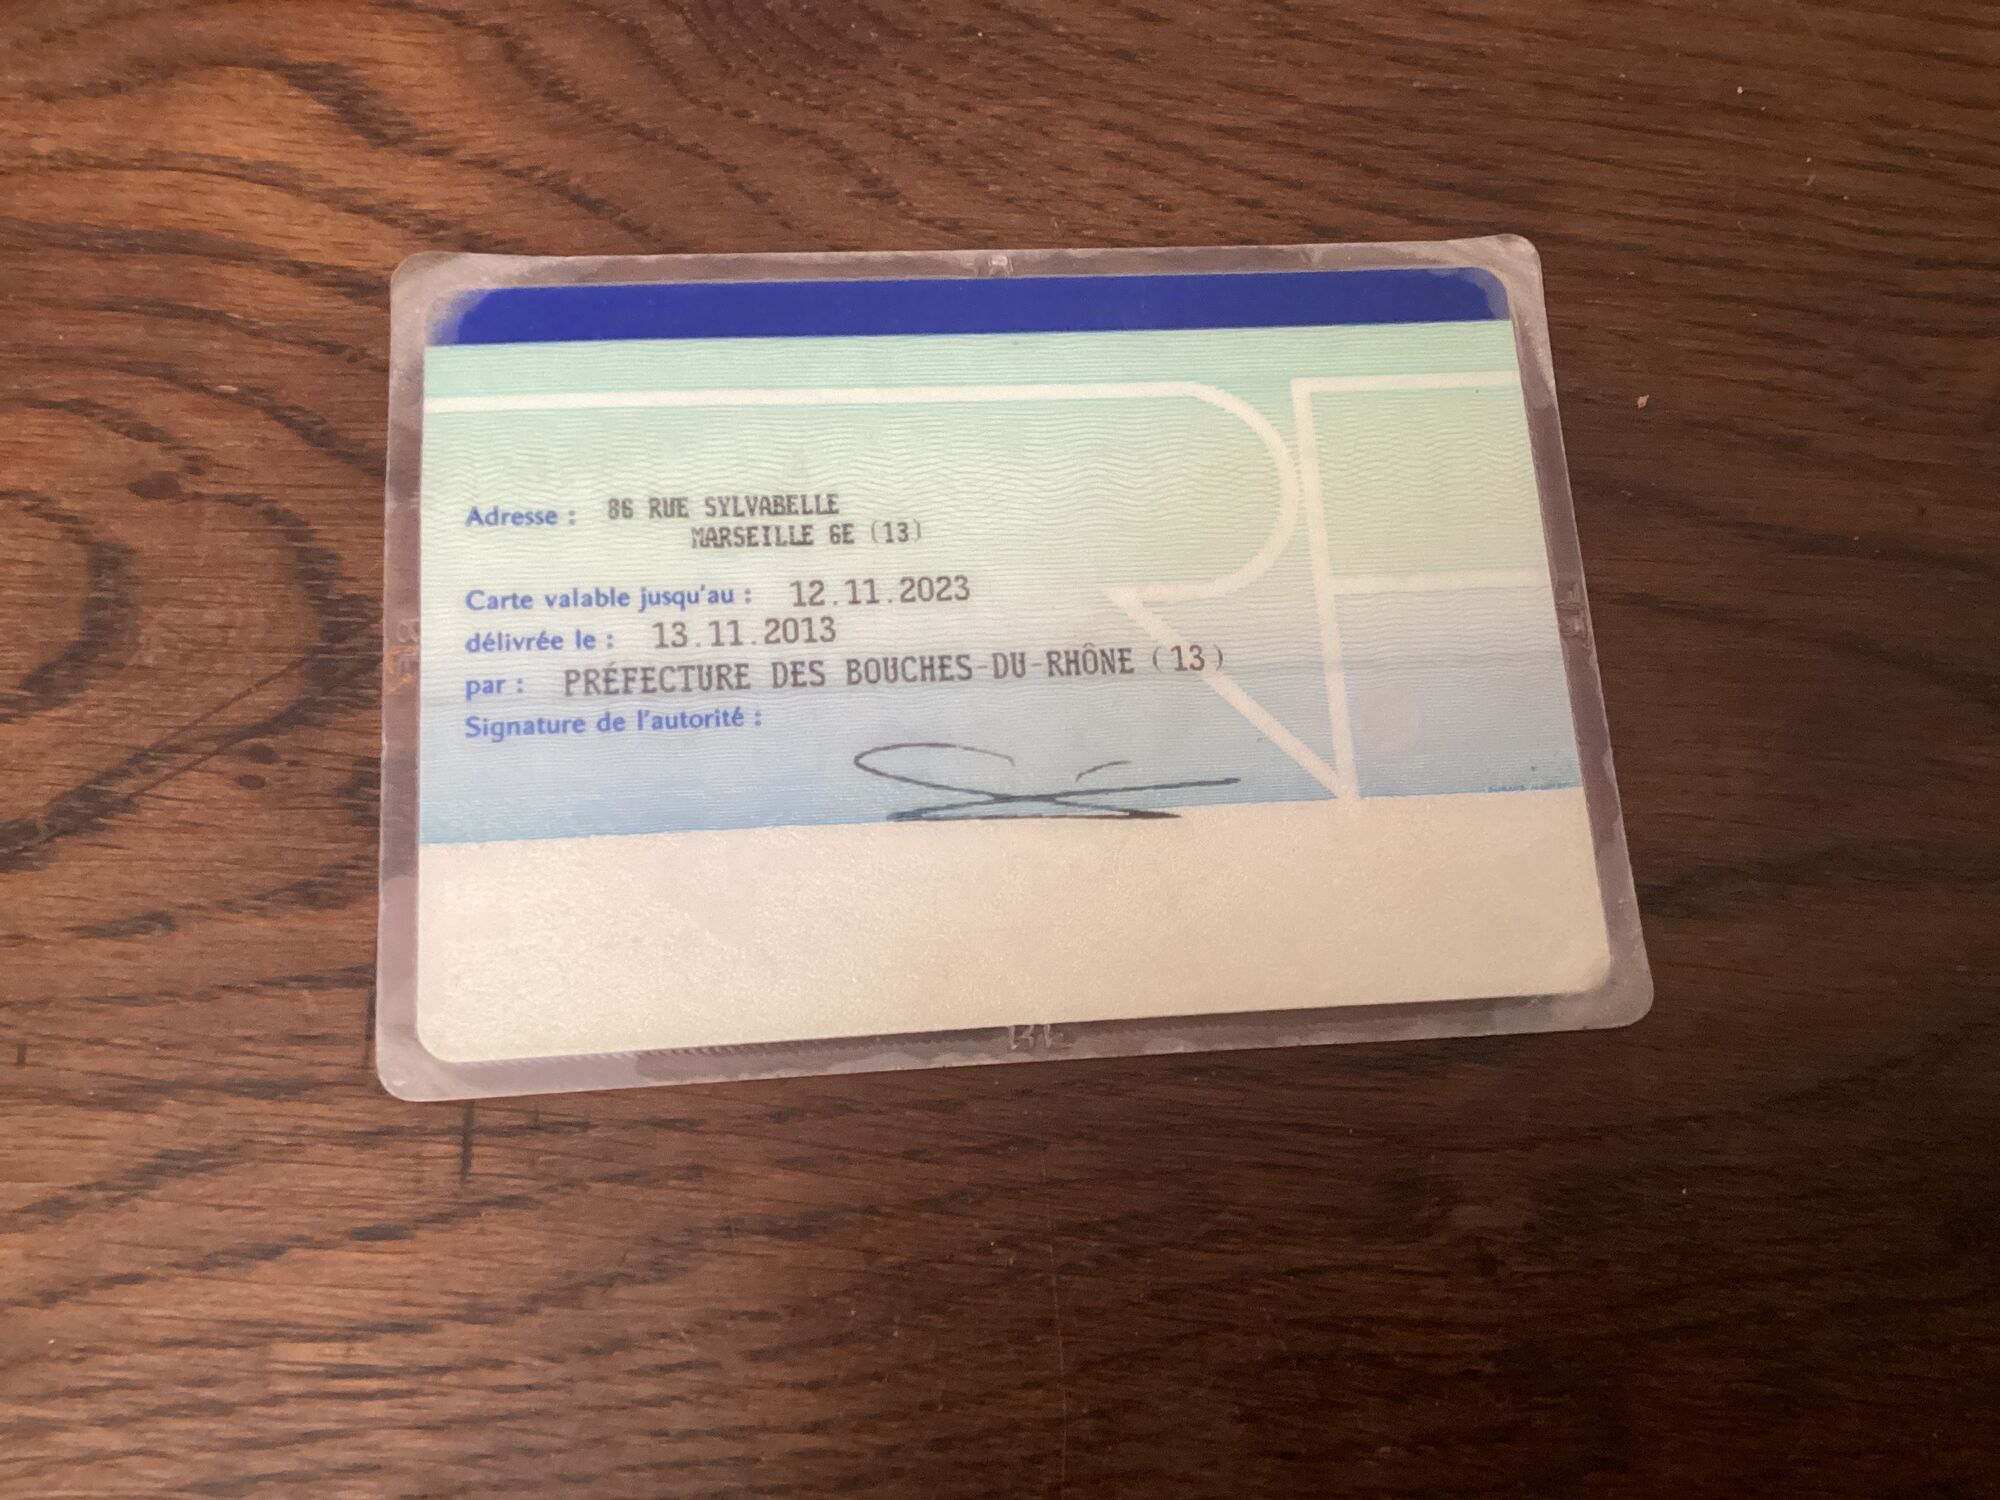 Adresse : 86 RUE SYLVABELLE
MARSEILLE 6E (13)
Carte valable jusqu'au : 12.11.2023
délivrée le : 13.11.2013
par : PRÉFECTURE DES BOUCHES-DU-RHÔNE (13)
Signature de l'autorité :
RF